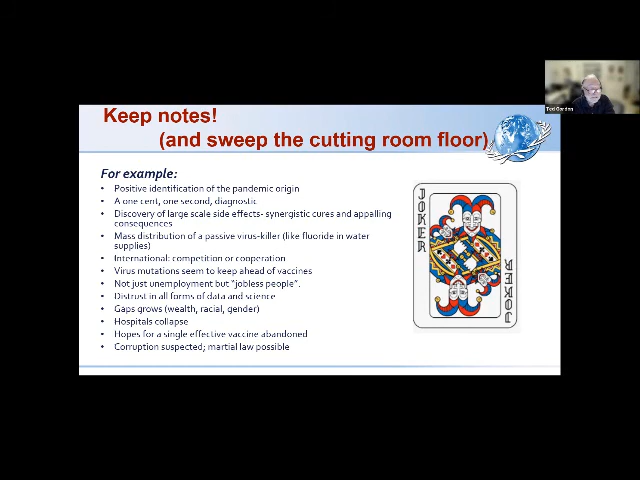 Keep notes!
(and sweep the cutting room floor)
Ted Gordon
For example:
• Positive identification of the pandemic origin
• A one cent, one second, diagnostic
• Discovery of large scale side effects- synergistic cures and appalling
consequences
• Mass distribution of a passive virus-killer (like fluoride in water
supplies)
• International: competition or cooperation
• Virus mutations seem to keep ahead of vaccines
• Not just unemployment but "jobless people".
• Distrust in all forms of data and science
• Gaps grows (wealth, racial, gender)
• Hospitals collapse
• Hopes for a single effective vaccine abandoned
• Corruption suspected; martial law possible
JOKER
JOKER